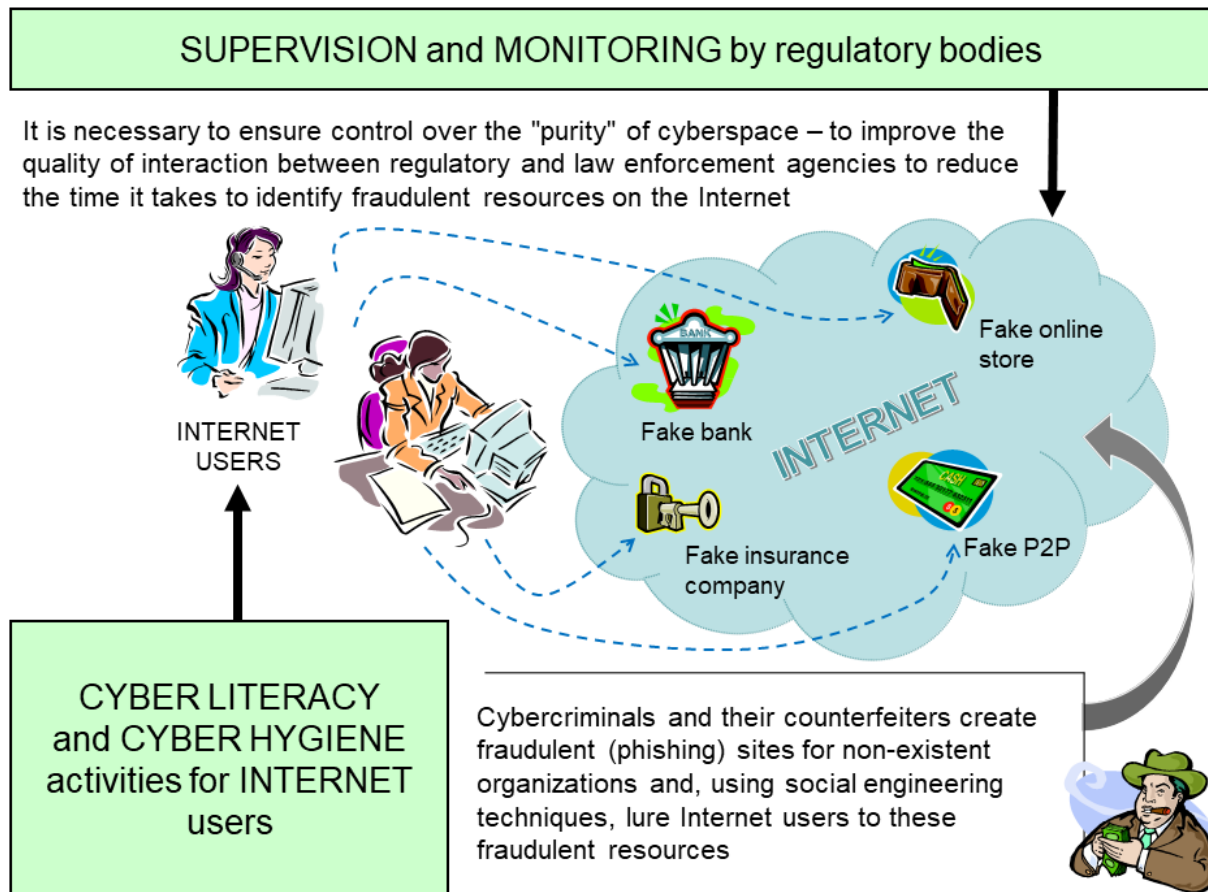 SUPERVISION and MONITORING by regulatory bodies
It is necessary to ensure control over the "purity" of cyberspace – to improve the
quality of interaction between regulatory and law enforcement agencies to reduce
the time it takes to identify fraudulent resources on the Internet
INTERNET
USERS
BANK
Fake bank
Fake online
store
INTERNET
Fake insurance
company
CASH
Fake P2P
CYBER LITERACY
and CYBER HYGIENE
activities for INTERNET
users
Cybercriminals and their counterfeiters create
fraudulent (phishing) sites for non-existent
organizations and, using social engineering
techniques, lure Internet users to these
fraudulent resources